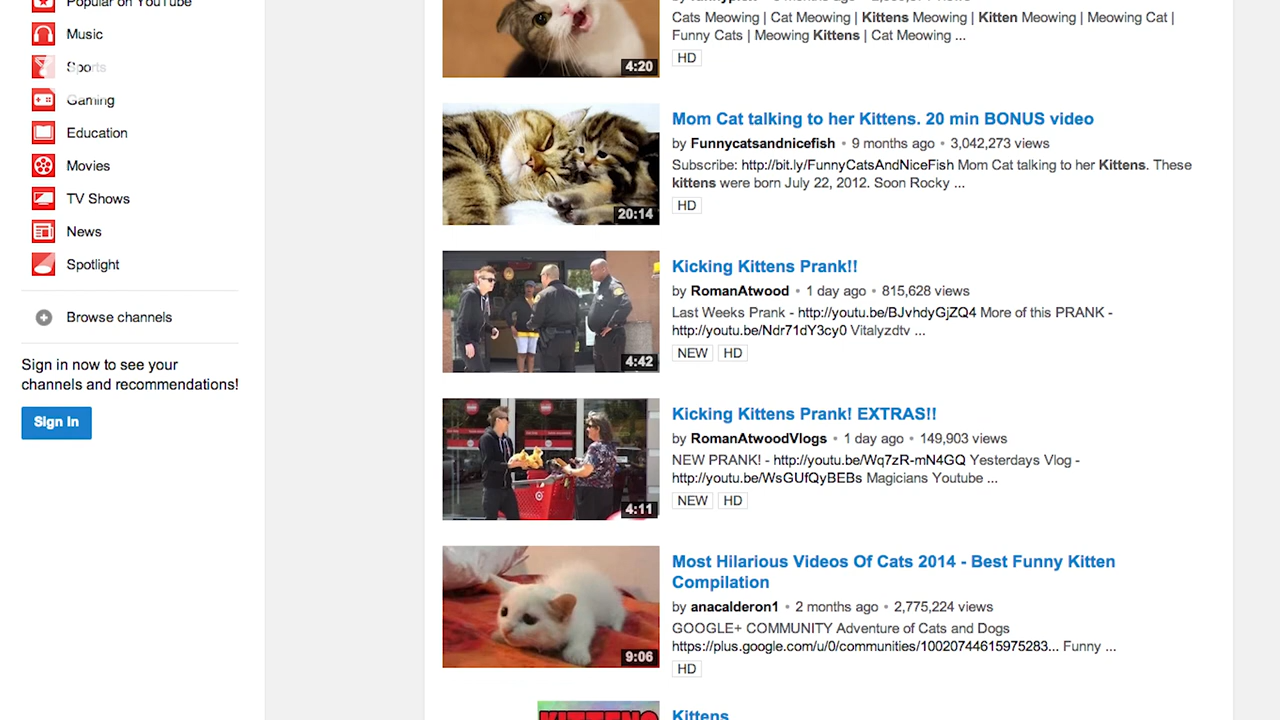 Popular on YouTube
Music
Sports
Gaming
Education
Movies
TV Shows
News
Spotlight
Browse channels
Sign in now to see your
channels and recommendations!
Sign In
Cats Meowing | Cat Meowing | Kittens Meowing | Kitten Meowing | Meowing Cat |
Funny Cats | Meowing Kittens | Cat Meowing ...
HD
4:20
Mom Cat talking to her Kittens. 20 min BONUS video
by Funnycatsandnicefish • 9 months ago • 3,042,273 views
Subscribe: http://bit.ly/FunnyCatsAndNiceFish Mom Cat talking to her Kittens. These
kittens were born July 22, 2012. Soon Rocky ...
HD
20:14
Kicking Kittens Prank!!
by RomanAtwood • 1 day ago • 815,628 views
Last Weeks Prank - http://youtu.be/BJvhdyGjZQ4 More of this PRANK -
http://youtu.be/Ndr71dY3cy0 Vitalyzdtv ...
NEW HD
4:42
Kicking Kittens Prank! EXTRAS!!
by RomanAtwoodVlogs • 1 day ago • 149,903 views
NEW PRANK! - http://youtu.be/Wq7zR-mN4GQ Yesterdays Vlog -
http://youtu.be/WsGUfQyBEBs Magicians Youtube ...
NEW HD
4:11
Most Hilarious Videos Of Cats 2014 - Best Funny Kitten
Compilation
by anacalderon1 • 2 months ago • 2,775,224 views
GOOGLE+ COMMUNITY Adventure of Cats and Dogs
https://plus.google.com/u/0/communities/10020744615975283... Funny ...
HD
9:06
KITTENS
Kittens